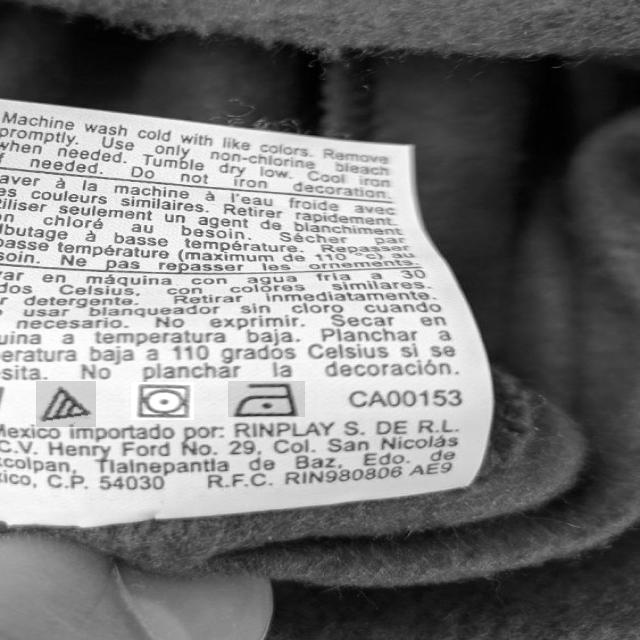 Machine wash cold with like colors. Remove
promptly. Use only non-chlorine bleach
when needed. Tumble dry low. Cool iron
f needed. Do not iron decoration.
aver à la machine à l'eau froide avec
es couleurs similaires. Retirer rapidement
tiliser seulement un agent de blanchiment
on chloré au besoin. Sécher par
lbutage à basse température. Repasser
basse température (maximum de 110 °c) au
soin. Ne pas repasser les ornements
var en máquina con agua fria a 30
dos Celsius con colores similares.
r detergente. Retirar inmediatamente.
usar blanqueador sin cloro cuando
necesario. No exprimir. Secar en
uina a temperatura baja. Planchar a
eratura baja a 110 grados Celsius si se
sita. No planchar la decoración.
CA00153
Mexico importado por: RINPLAY S. DE R.L.
C.V. Henry Ford No. 29, Col. San Nicolás
xcolpan, Tlalnepantla de Baz, Edo. de
ico, C.P. 54030 R.F.C. RIN980806 AE9